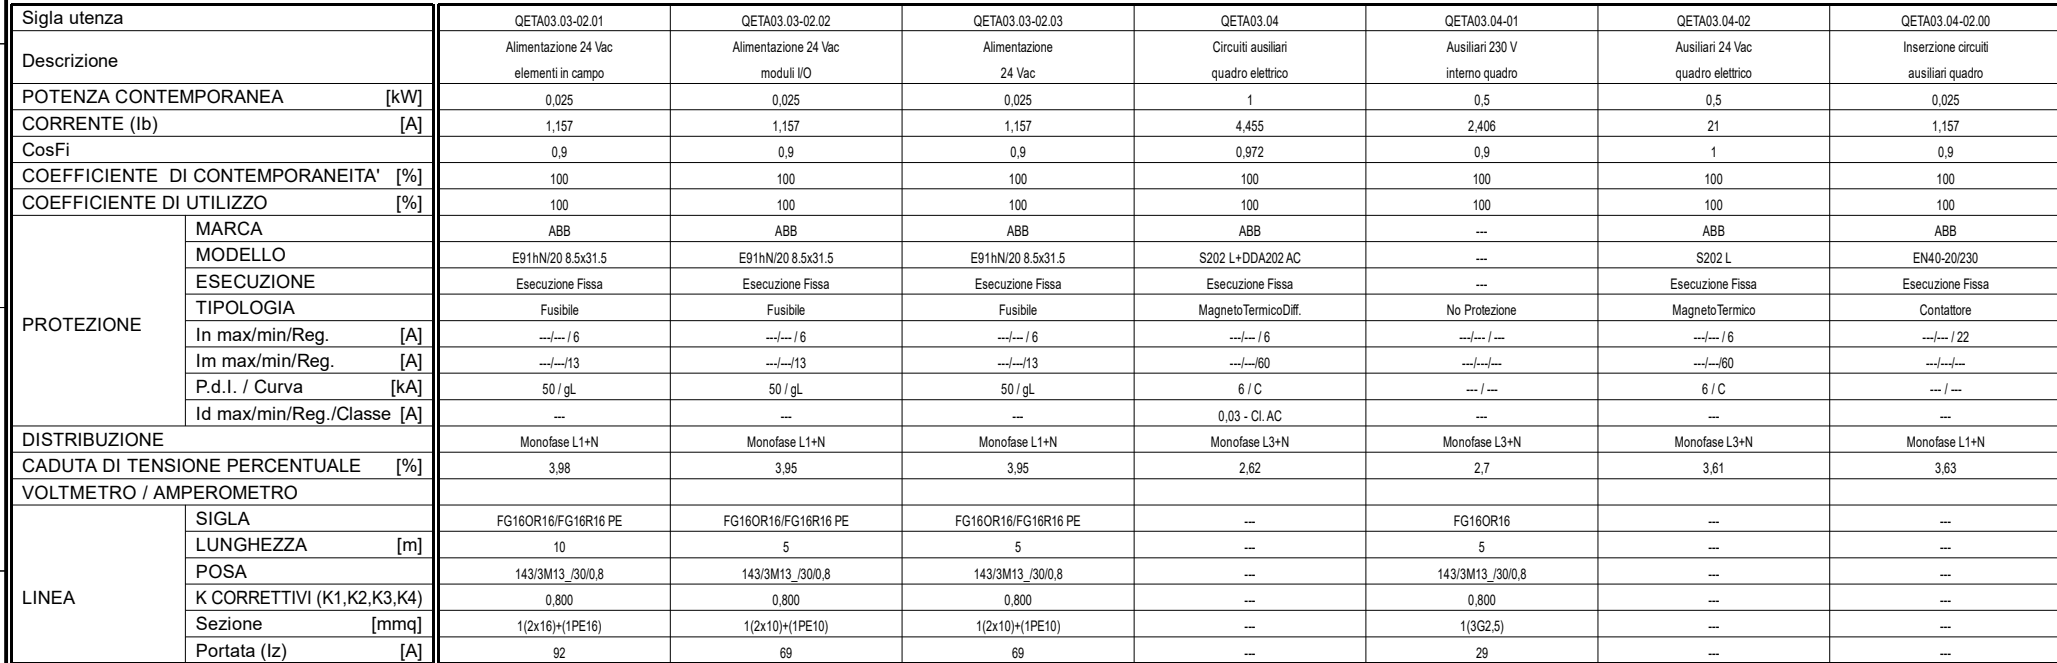 Sigla utenza QETA03.03-02.01 QETA03.03-02.02 QETA03.03-02.03 QETA03.04 QETA03.04-01 QETA03.04-02 QETA03.04-02.00
Descrizione
Alimentazione 24 Vac Alimentazione 24 Vac Alimentazione Circuiti ausiliari Ausiliari 230 V Ausiliari 24 Vac Inserzione circuiti
elementi in campo moduli I/O 24 Vac quadro elettrico interno quadro quadro elettrico ausiliari quadro
POTENZA CONTEMPORANEA [kW] 0,025 0,025 0,025 1 0,5 0,5 0,025
CORRENTE (Ib) [A] 1,157 1,157 1,157 4,455 2,406 21 1,157
CosFi 0,9 0,9 0,9 0,972 0,9 1 0,9
COEFFICIENTE DI CONTEMPORANEITA' [%] 100 100 100 100 100 100 100
COEFFICIENTE DI UTILIZZO [%] 100 100 100 100 100 100 100
PROTEZIONE
MARCA ABB ABB ABB ABB --- ABB ABB
MODELLO E91hN/20 8.5x31.5 E91hN/20 8.5x31.5 E91hN/20 8.5x31.5 S202 L+DDA202 AC --- S202 L EN40-20/230
ESECUZIONE Esecuzione Fissa Esecuzione Fissa Esecuzione Fissa Esecuzione Fissa --- Esecuzione Fissa Esecuzione Fissa
TIPOLOGIA Fusibile Fusibile Fusibile MagnetoTermicoDiff. No Protezione MagnetoTermico Contattore
In max/min/Reg. [A] ---/--- / 6 ---/--- / 6 ---/--- / 6 ---/--- / 6 ---/--- / --- ---/--- / 6 ---/--- / 22
Im max/min/Reg. [A] ---/---/13 ---/---/13 ---/---/13 ---/---/60 ---/---/--- ---/---/60 ---/---/---
P.d.I. / Curva [kA] 50 / gL 50 / gL 50 / gL 6 / C --- / --- 6 / C --- / ---
Id max/min/Reg./Classe [A] --- --- --- 0,03 - Cl. AC --- --- ---
DISTRIBUZIONE Monofase L1+N Monofase L1+N Monofase L1+N Monofase L3+N Monofase L3+N Monofase L3+N Monofase L1+N
CADUTA DI TENSIONE PERCENTUALE [%] 3,98 3,95 3,95 2,62 2,7 3,61 3,63
VOLTMETRO / AMPEROMETRO
LINEA
SIGLA FG16OR16/FG16R16 PE FG16OR16/FG16R16 PE FG16OR16/FG16R16 PE --- FG16OR16 --- ---
LUNGHEZZA [m] 10 5 5 --- 5 --- ---
POSA 143/3M13_/30/0,8 143/3M13_/30/0,8 143/3M13_/30/0,8 --- 143/3M13_/30/0,8 --- ---
K CORRETTIVI (K1,K2,K3,K4) 0,800 0,800 0,800 --- 0,800 --- ---
Sezione [mmq] 1(2x16)+(1PE16) 1(2x10)+(1PE10) 1(2x10)+(1PE10) --- 1(3G2,5) --- ---
Portata (Iz) [A] 92 69 69 --- 29 --- ---